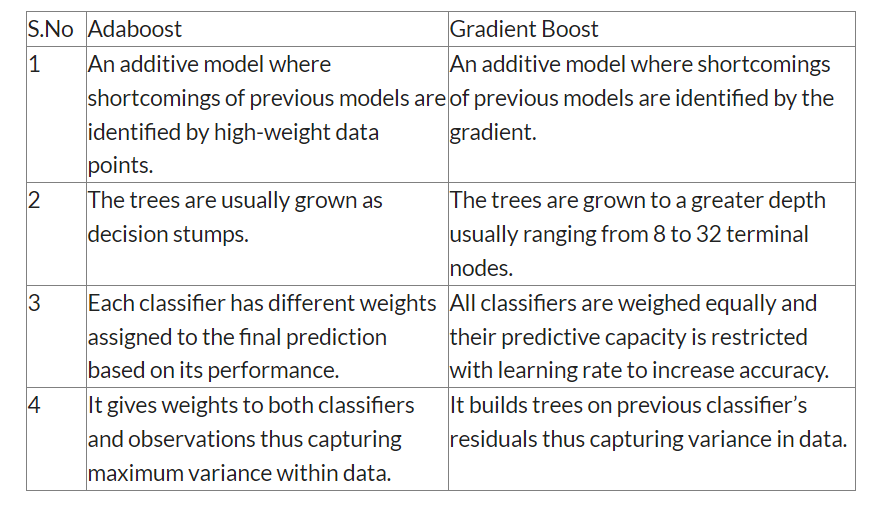 S.No Adaboost Gradient Boost
1 An additive model where An additive model where shortcomings
shortcomings of previous models are of previous models are identified by the
identified by high-weight data gradient.
points.
2 The trees are usually grown as The trees are grown to a greater depth
decision stumps. usually ranging from 8 to 32 terminal
nodes.
3 Each classifier has different weights All classifiers are weighed equally and
assigned to the final prediction their predictive capacity is restricted
based on its performance. with learning rate to increase accuracy.
4 It gives weights to both classifiers It builds trees on previous classifier’s
and observations thus capturing residuals thus capturing variance in data.
maximum variance within data.